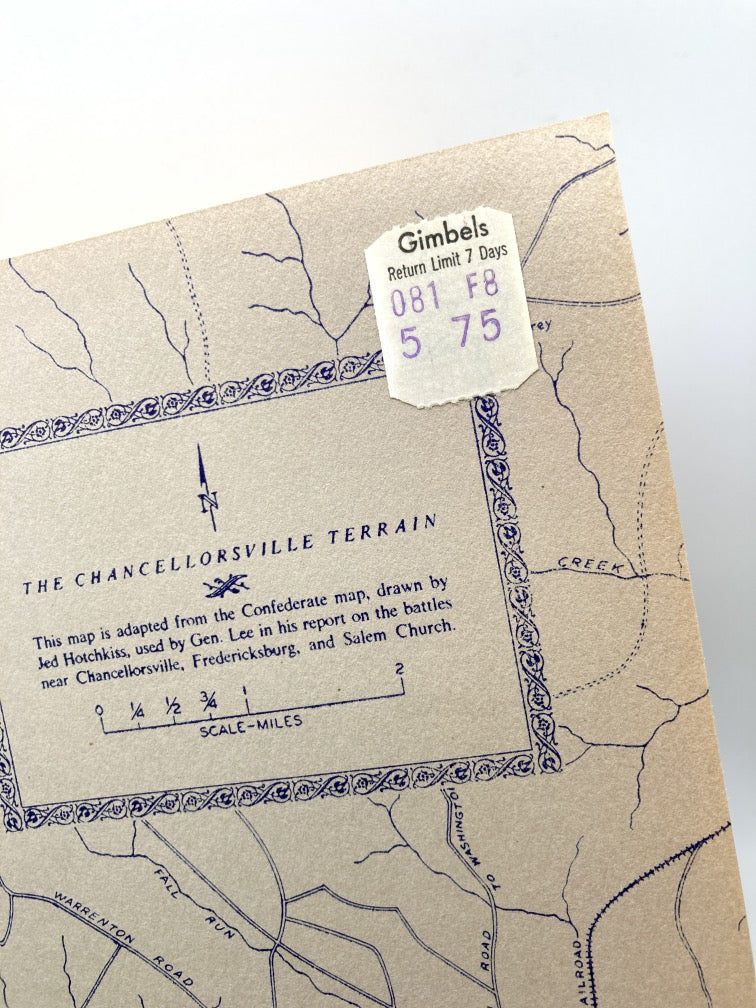 Gimbels
Return Limit 7 Days
081 F8
5 75
rey
N
THE CHANCELLORSVILLE TERRAIN
This map is adapted from the Confederate map, drawn by
Jed Hotchkiss, used by Gen. Lee in his report on the battles
near Chancellorsville, Fredericksburg, and Salem Church.
0 ¼ ½ ¾ 1 2
SCALE-MILES
CREEK
FALL RUN
WARRENTON ROAD
ROAD TO WASHINGTO
AILROAD